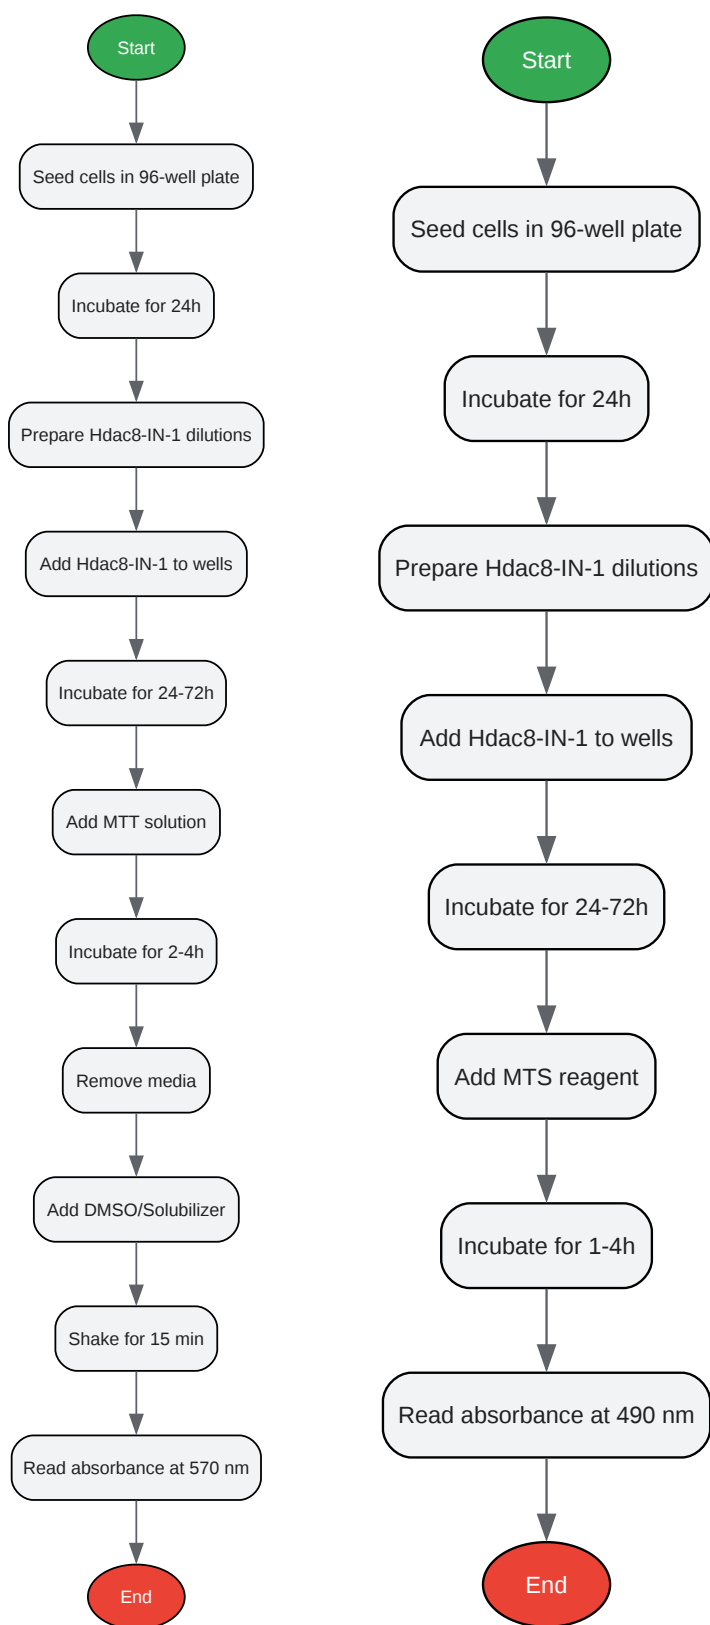 Start
Seed cells in 96-well plate
Incubate for 24h
Prepare Hdac8-IN-1 dilutions
Add Hdac8-IN-1 to wells
Incubate for 24-72h
Add MTT solution
Incubate for 2-4h
Remove media
Add DMSO/Solubilizer
Shake for 15 min
Read absorbance at 570 nm
End
Start
Seed cells in 96-well plate
Incubate for 24h
Prepare Hdac8-IN-1 dilutions
Add Hdac8-IN-1 to wells
Incubate for 24-72h
Add MTS reagent
Incubate for 1-4h
Read absorbance at 490 nm
End